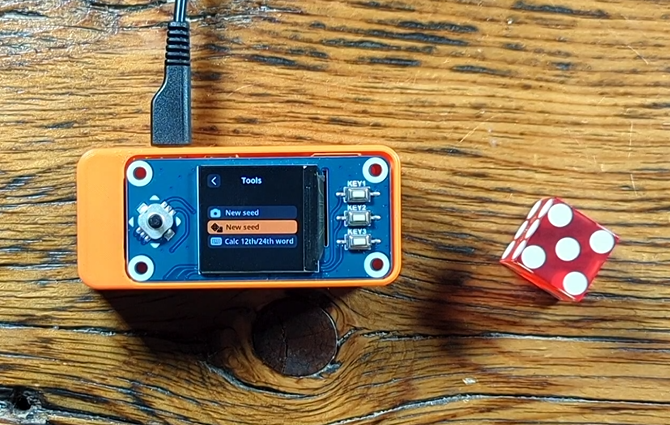 Tools
New seed
New seed
Calc 12th/24th word
KEY1
KEY2
KEY3